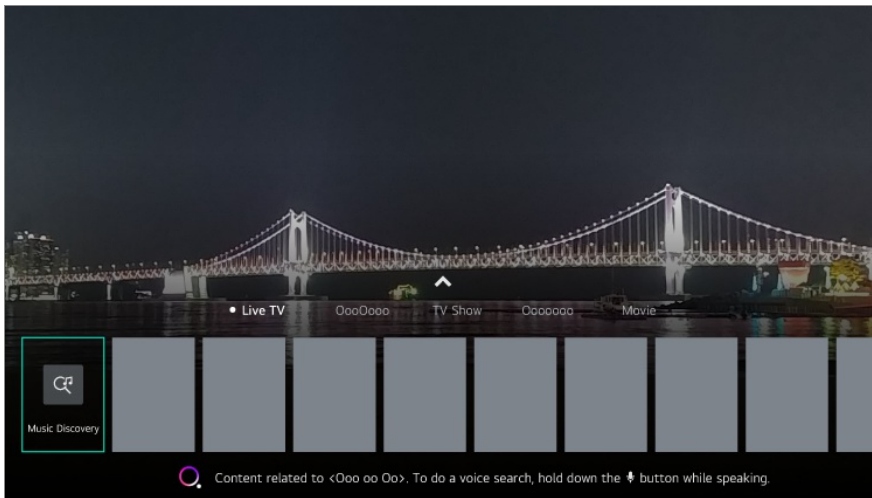 Live TV
OooOooo
TV Show
Ooooooo
Movie
Music Discovery
Content related to <Ooo oo Oo>. To do a voice search, hold down the button while speaking.